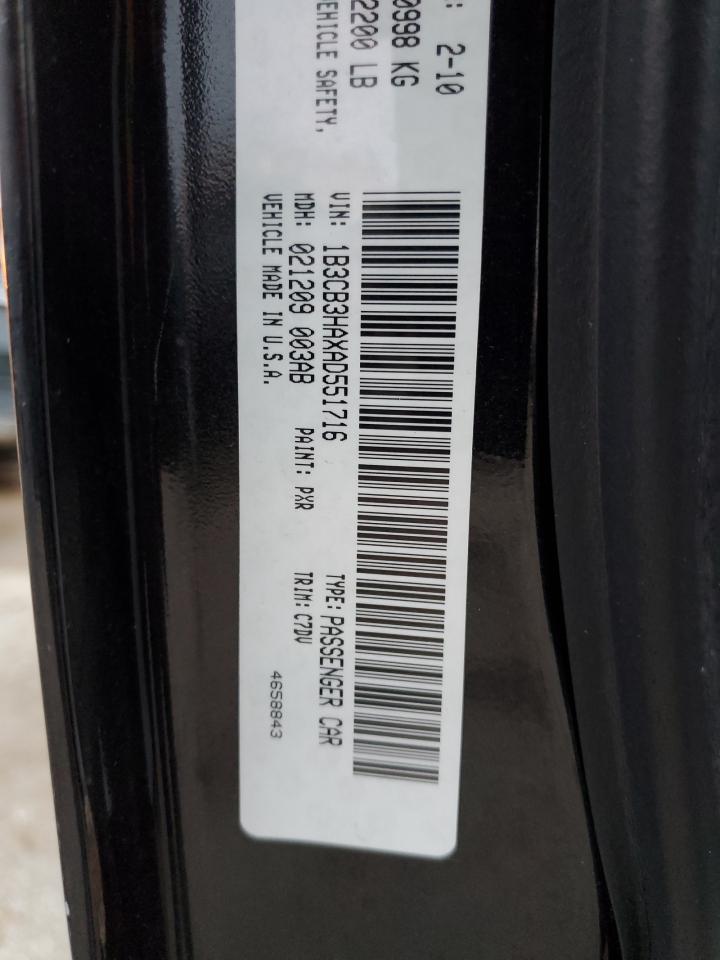 : 2-10
0998 KG
2200 LB
EHICLE SAFETY,
VIN: 1B3CB3HAXAD551716 TYPE: PASSENGER CAR
MDH: 021209 003AB PAINT: PXR TRIM: C7DV
VEHICLE MADE IN U.S.A. 4658843